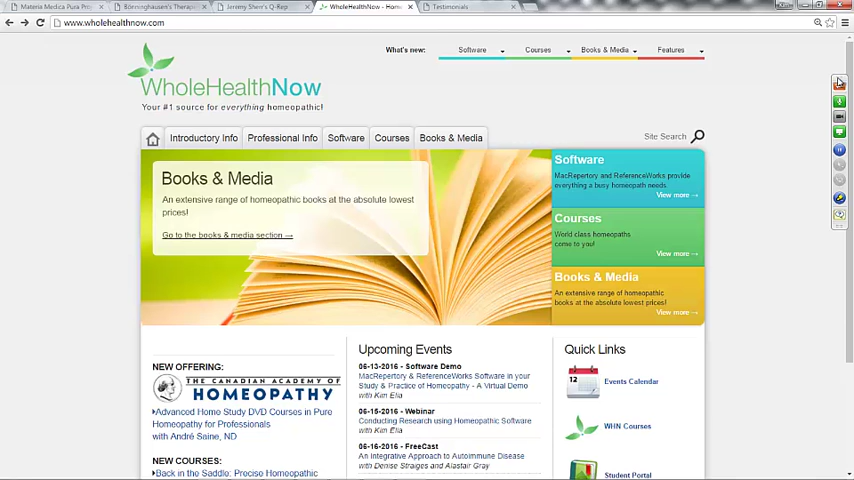 Materia Medica Pura Pro
Bönninghausen's Therape
Jeremy Sherr's Q-Rep
WholeHealthNow - Home
Testimonials
www.wholehealthnow.com
What's new:
Software
Courses
Books & Media
Features
WholeHealthNow
Your #1 source for everything homeopathic!
Introductory Info
Professional Info
Software
Courses
Books & Media
Site Search
Books & Media
An extensive range of homeopathic books at the absolute lowest
prices!
Go to the books & media section →
Software
MacRepertory and ReferenceWorks provide
everything a busy homeopath needs.
View more →
Courses
World class homeopaths
come to you!
View more →
Books & Media
An extensive range of homeopathic
books at the absolute lowest prices!
View more →
NEW OFFERING:
THE CANADIAN ACADEMY OF
HOMEOPATHY
Advanced Home Study DVD Courses in Pure
Homeopathy for Professionals
with André Saine, ND
NEW COURSES:
Back in the Saddle: Precise Homeopathic
Upcoming Events
06-13-2016 - Software Demo
MacRepertory & ReferenceWorks Software in your
Study & Practice of Homeopathy - A Virtual Demo
with Kim Elia
06-15-2016 - Webinar
Conducting Research using Homeopathic Software
with Kim Elia
06-16-2016 - FreeCast
An Integrative Approach to Autoimmune Disease
with Denise Straiges and Alastair Gray
Quick Links
12
Events Calendar
WHN Courses
Student Portal